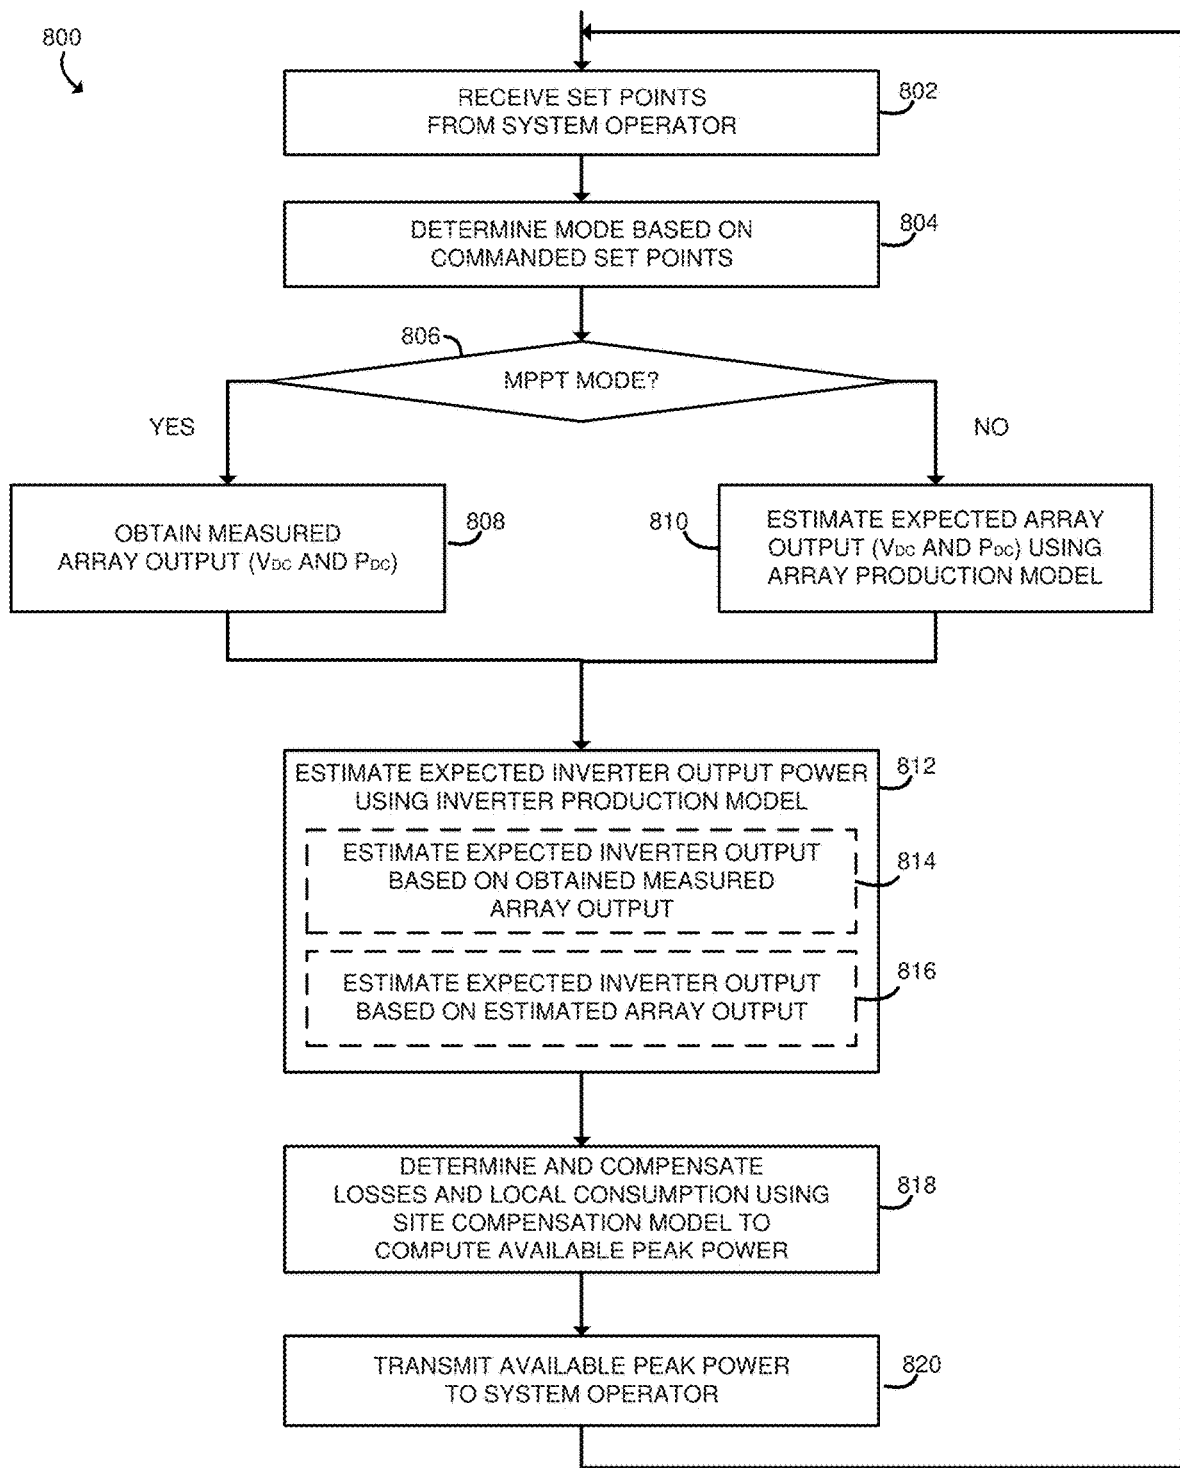 800
RECEIVE SET POINTS
FROM SYSTEM OPERATOR
802
DETERMINE MODE BASED ON
COMMANDED SET POINTS
804
806
MPPT MODE?
YES
NO
OBTAIN MEASURED
ARRAY OUTPUT (VDC AND PDC)
808
810
ESTIMATE EXPECTED ARRAY
OUTPUT (VDC AND PDC) USING
ARRAY PRODUCTION MODEL
ESTIMATE EXPECTED INVERTER OUTPUT POWER
USING INVERTER PRODUCTION MODEL
812
ESTIMATE EXPECTED INVERTER OUTPUT
BASED ON OBTAINED MEASURED
ARRAY OUTPUT
814
ESTIMATE EXPECTED INVERTER OUTPUT
BASED ON ESTIMATED ARRAY OUTPUT
816
DETERMINE AND COMPENSATE
LOSSES AND LOCAL CONSUMPTION USING
SITE COMPENSATION MODEL TO
COMPUTE AVAILABLE PEAK POWER
818
TRANSMIT AVAILABLE PEAK POWER
TO SYSTEM OPERATOR
820